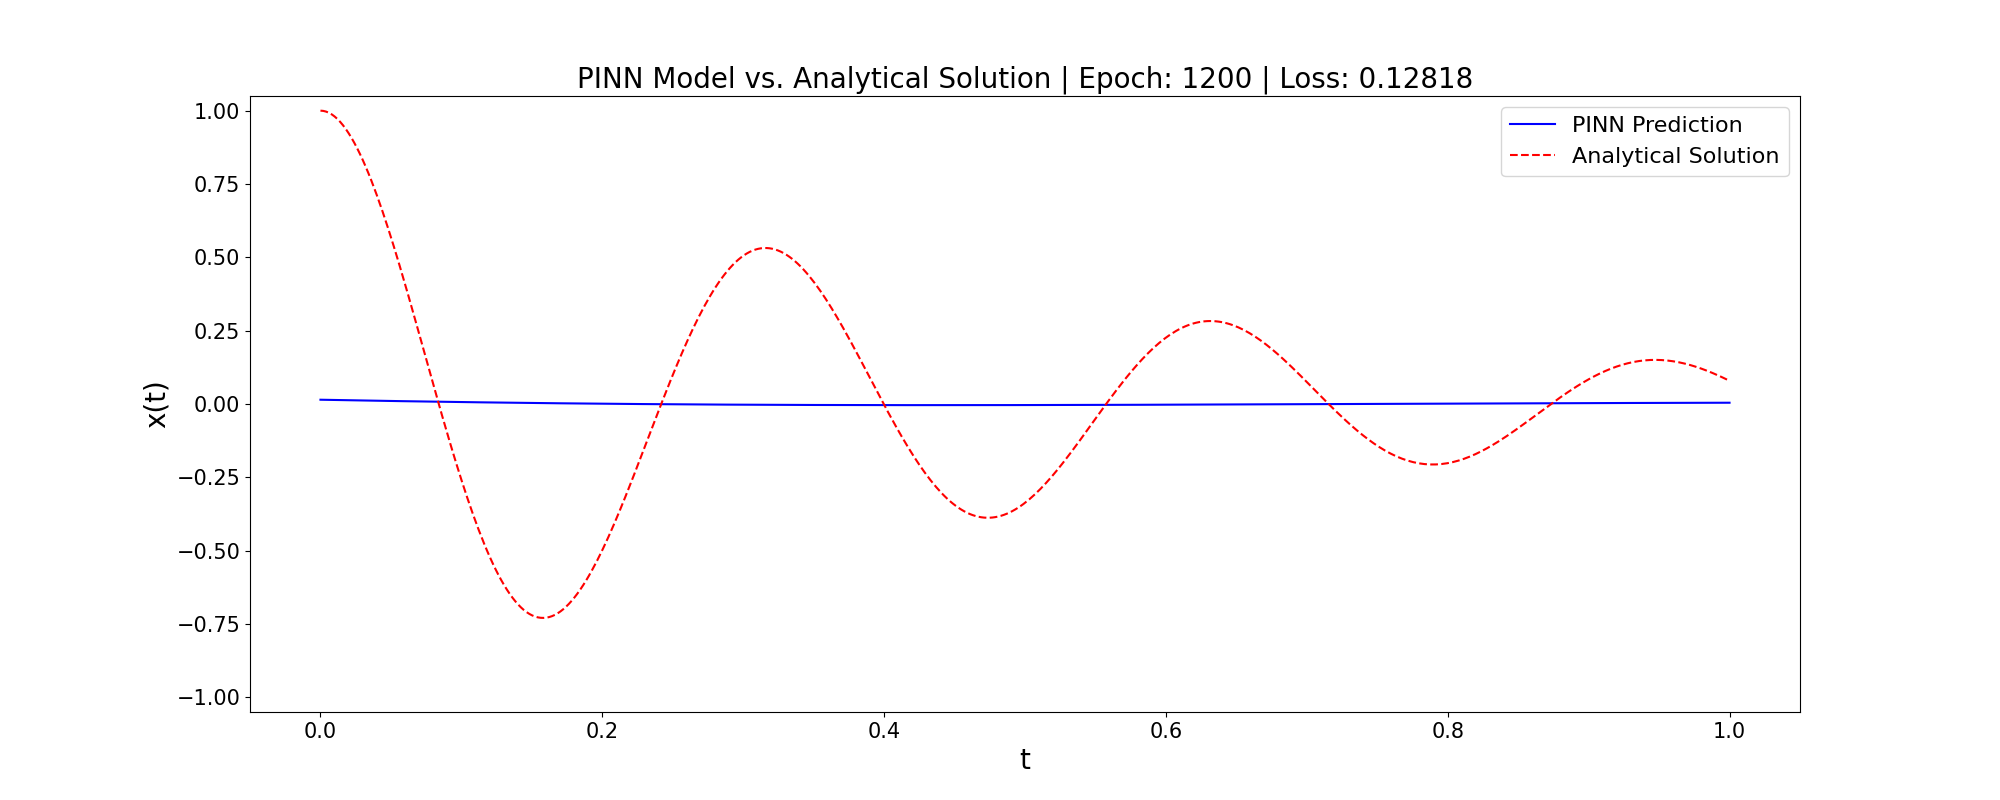 PINN Model vs. Analytical Solution | Epoch: 1200 | Loss: 0.12818
PINN Prediction
Analytical Solution
x(t)
1.00
0.75
0.50
0.25
0.00
−0.25
−0.50
−0.75
−1.00
0.0 0.2 0.4 0.6 0.8 1.0
t